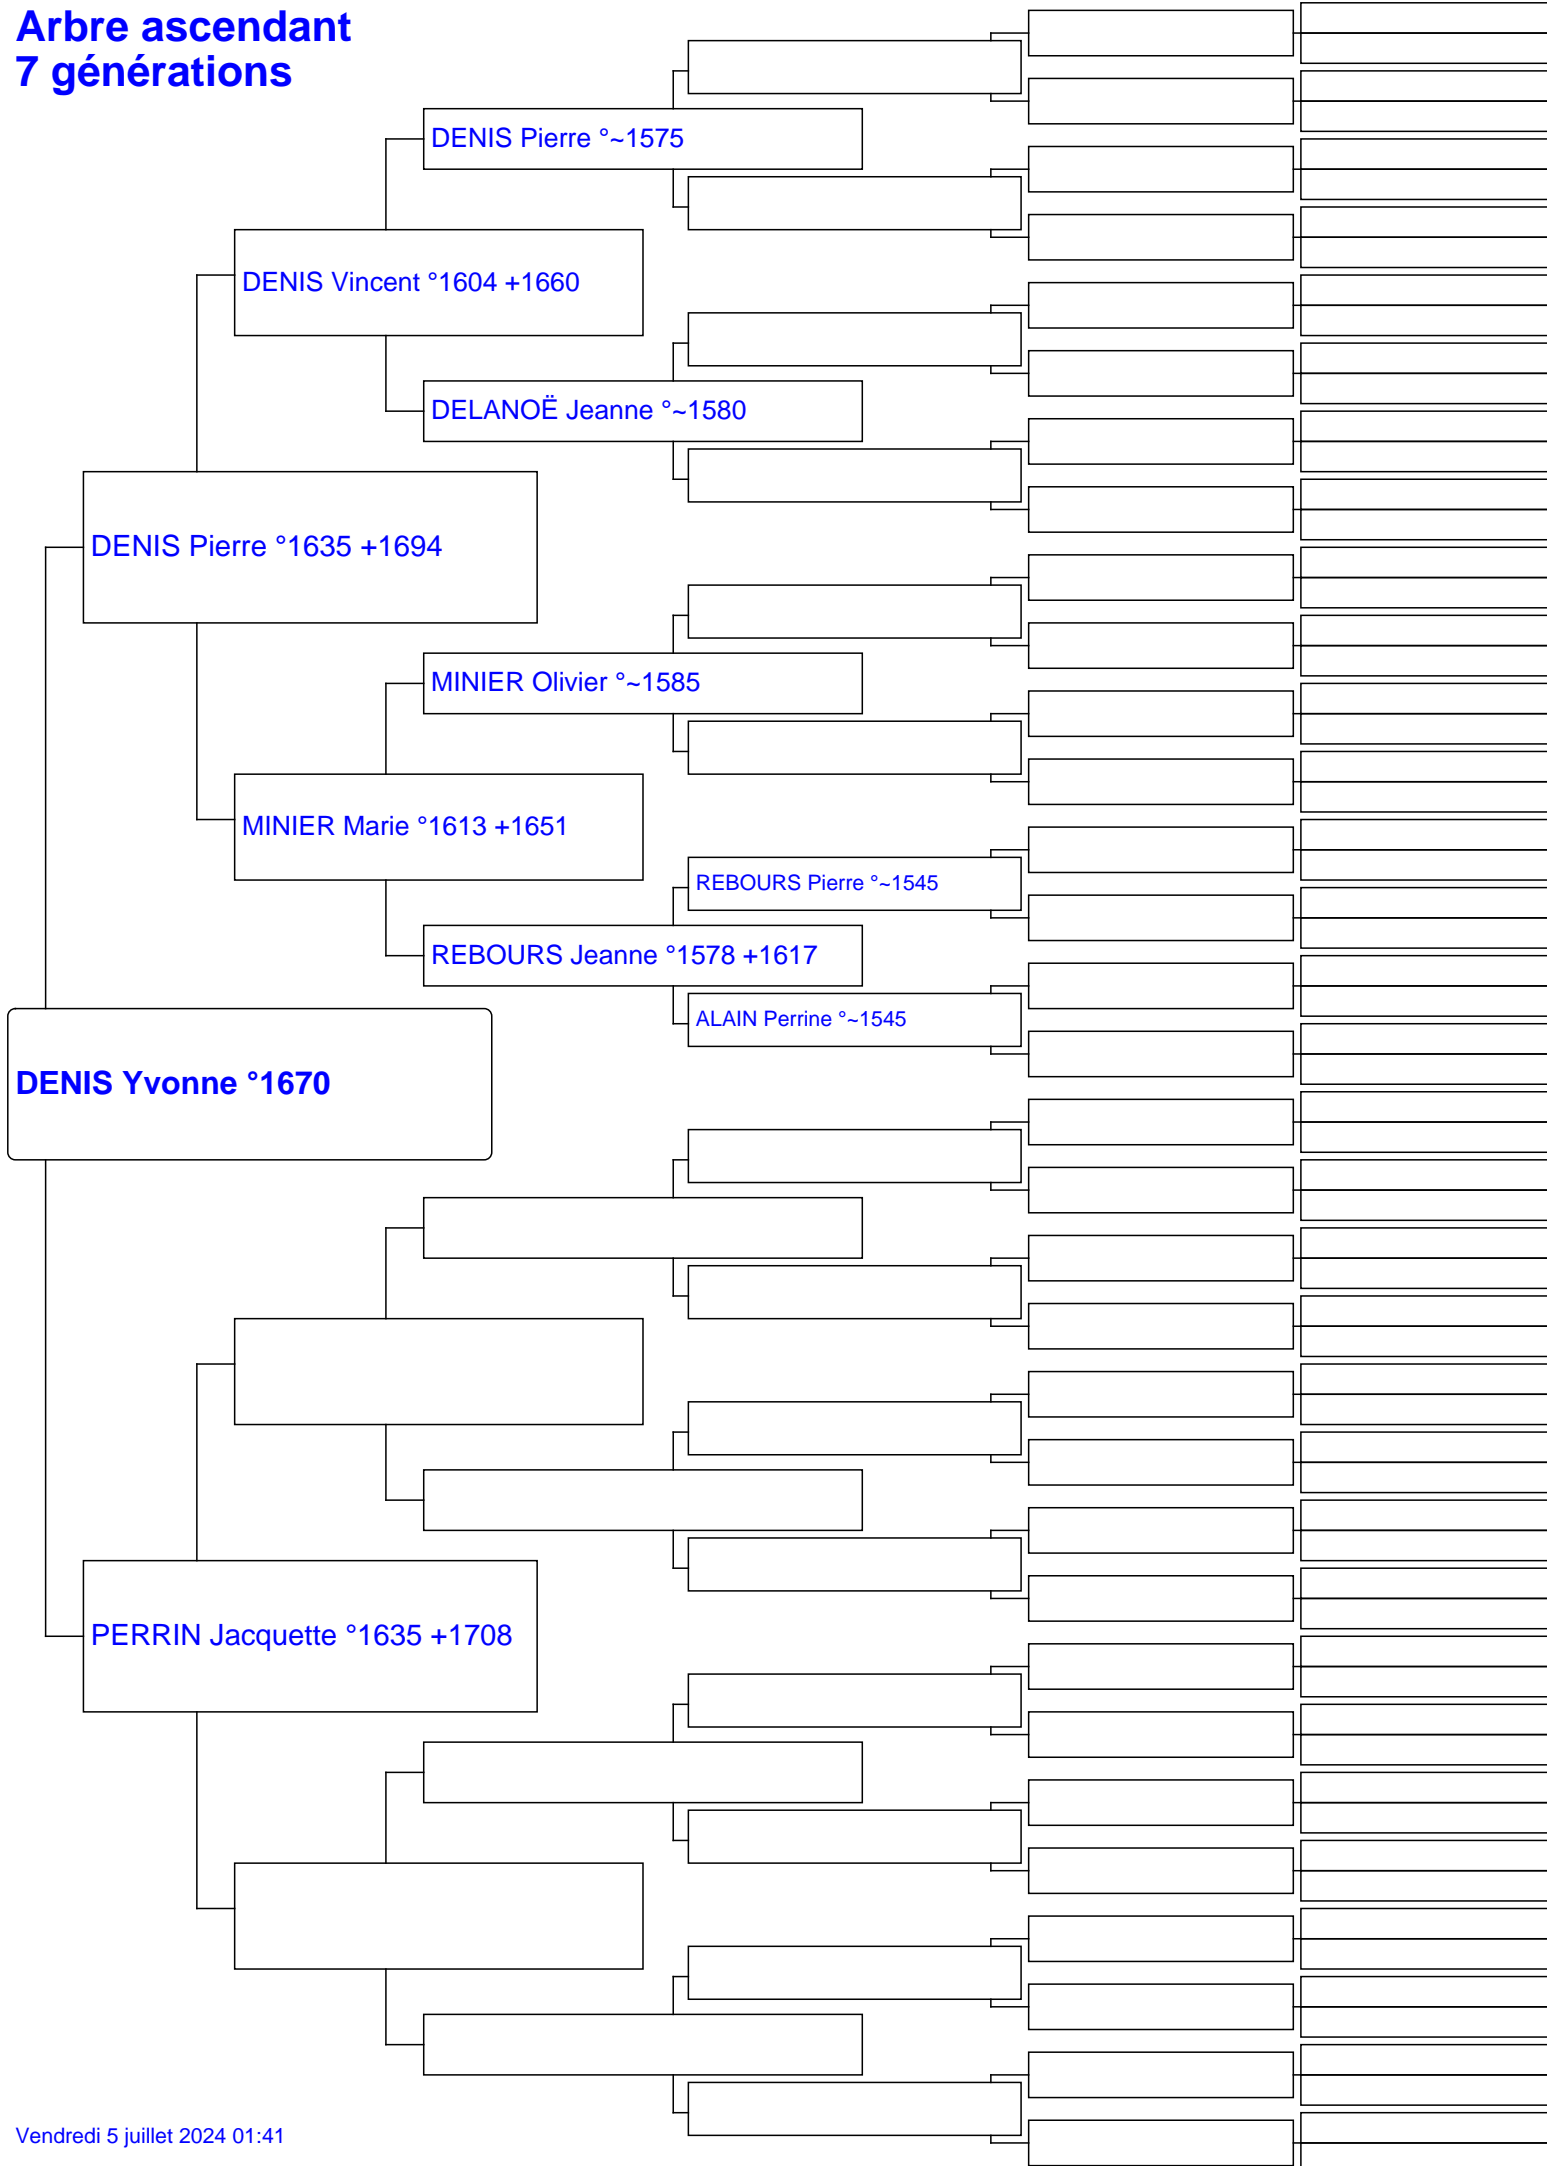 Arbre ascendant
7 générations
DENIS Pierre °~1575
DENIS Vincent °1604 +1660
DELANOË Jeanne °~1580
DENIS Pierre °1635 +1694
MINIER Olivier °~1585
MINIER Marie °1613 +1651
REBOURS Pierre °~1545
REBOURS Jeanne °1578 +1617
ALAIN Perrine °~1545
DENIS Yvonne °1670
PERRIN Jacquette °1635 +1708
Vendredi 5 juillet 2024 01:41